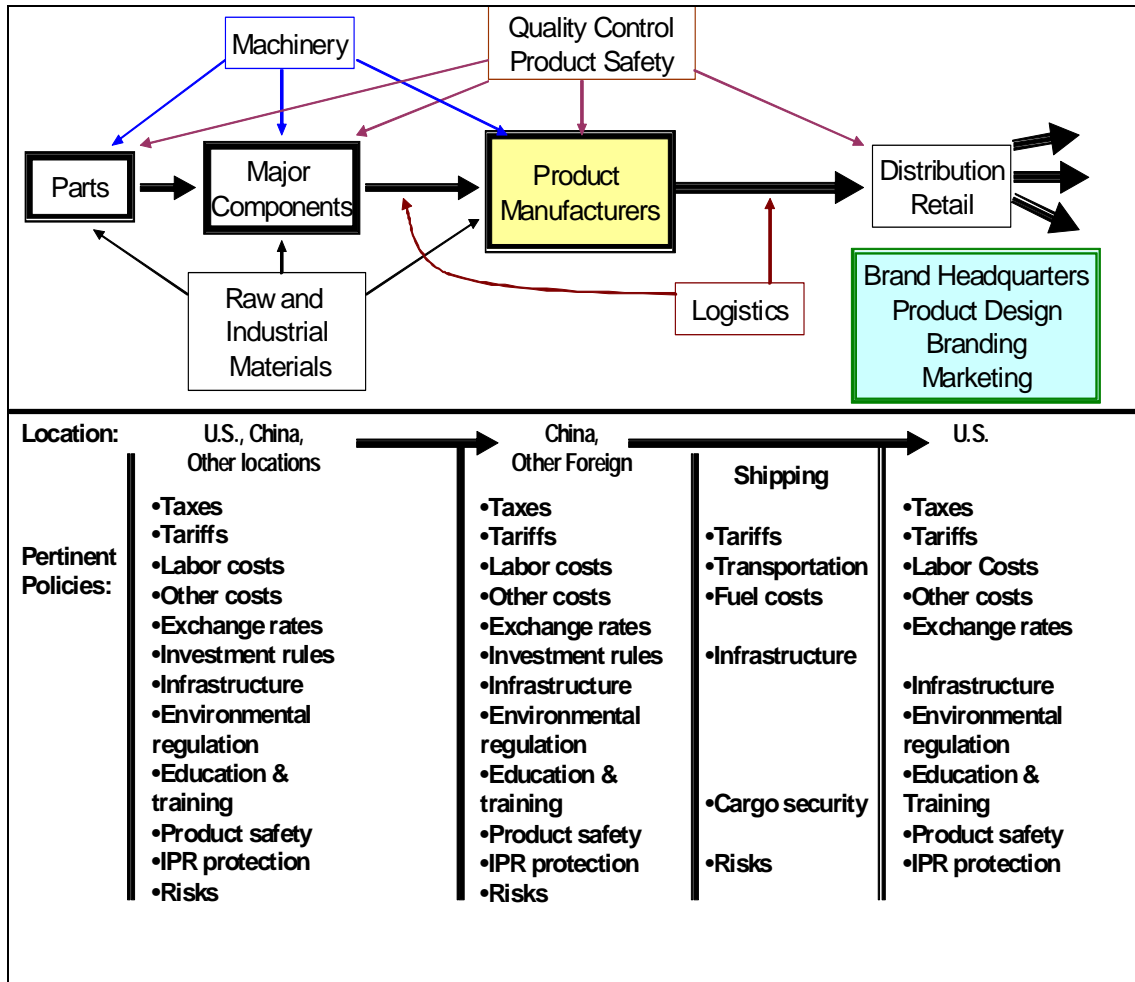 Machinery
Quality Control
Product Safety
Parts
Major
Components
Product
Manufacturers
Distribution
Retail
Raw and
Industrial
Materials
Logistics
Brand Headquarters
Product Design
Branding
Marketing
Location:
U.S., China,
Other locations
China,
Other Foreign
Shipping
U.S.
Pertinent
Policies:
•Taxes
•Tariffs
•Labor costs
•Other costs
•Exchange rates
•Investment rules
•Infrastructure
•Environmental
regulation
•Education &
training
•Product safety
•IPR protection
•Risks
•Taxes
•Tariffs
•Labor costs
•Other costs
•Exchange rates
•Investment rules
•Infrastructure
•Environmental
regulation
•Education &
training
•Product safety
•IPR protection
•Risks
•Tariffs
•Transportation
•Fuel costs
•Infrastructure
•Cargo security
•Risks
•Taxes
•Tariffs
•Labor Costs
•Other costs
•Exchange rates
•Infrastructure
•Environmental
regulation
•Education &
Training
•Product safety
•IPR protection